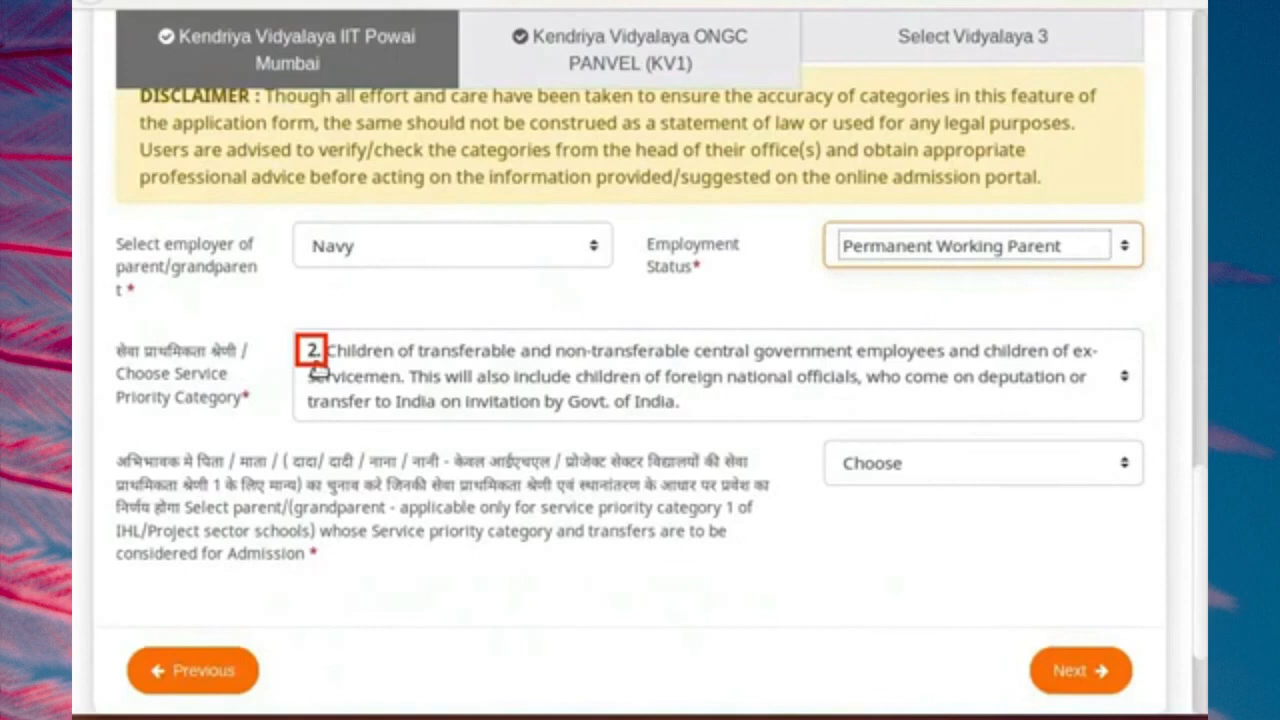 Kendriya Vidyalaya IIT Powai
Mumbai
Kendriya Vidyalaya ONGC
PANVEL (KV1)
Select Vidyalaya 3
DISCLAIMER : Though all effort and care have been taken to ensure the accuracy of categories in this feature of
the application form, the same should not be construed as a statement of law or used for any legal purposes.
Users are advised to verify/check the categories from the head of their office(s) and obtain appropriate
professional advice before acting on the information provided/suggested on the online admission portal.
Select employer of
parent/grandparen
t *
Navy
Employment
Status*
Permanent Working Parent
सेवा प्राथमिकता श्रेणी /
Choose Service
Priority Category*
2. Children of transferable and non-transferable central government employees and children of ex-
servicemen. This will also include children of foreign national officials, who come on deputation or
transfer to India on invitation by Govt. of India.
अभिभावक मे पिता / माता / ( दादा/ दादी / नाना / नानी - केवल आईएचएल / प्रोजेक्ट सेक्टर विद्यालयों की सेवा
प्राथमिकता श्रेणी 1 के लिए मान्य) का चुनाव करे जिनकी सेवा प्राथमिकता श्रेणी एवं स्थानांतरण के आधार पर प्रवेश का
निर्णय होगा Select parent/(grandparent - applicable only for service priority category 1 of
IHL/Project sector schools) whose Service priority category and transfers are to be
considered for Admission *
Choose
Previous
Next